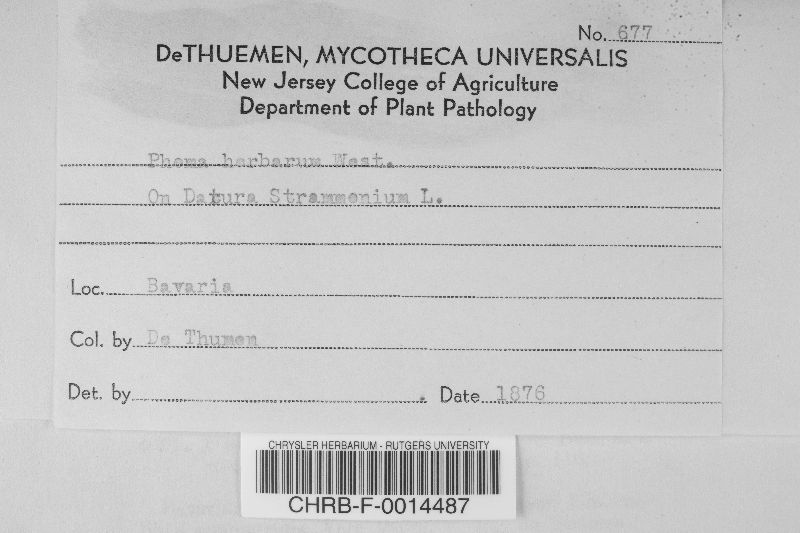 No. 677
DeTHUEMEN, MYCOTHECA UNIVERSALIS
New Jersey College of Agriculture
Department of Plant Pathology
Phoma herbarum West.
On Datura Strammonium L.
Loc. Bavaria
Col. by De Thumen
Det. by . Date 1876
CHRYSLER HERBARIUM - RUTGERS UNIVERSITY
CHRB-F-0014487